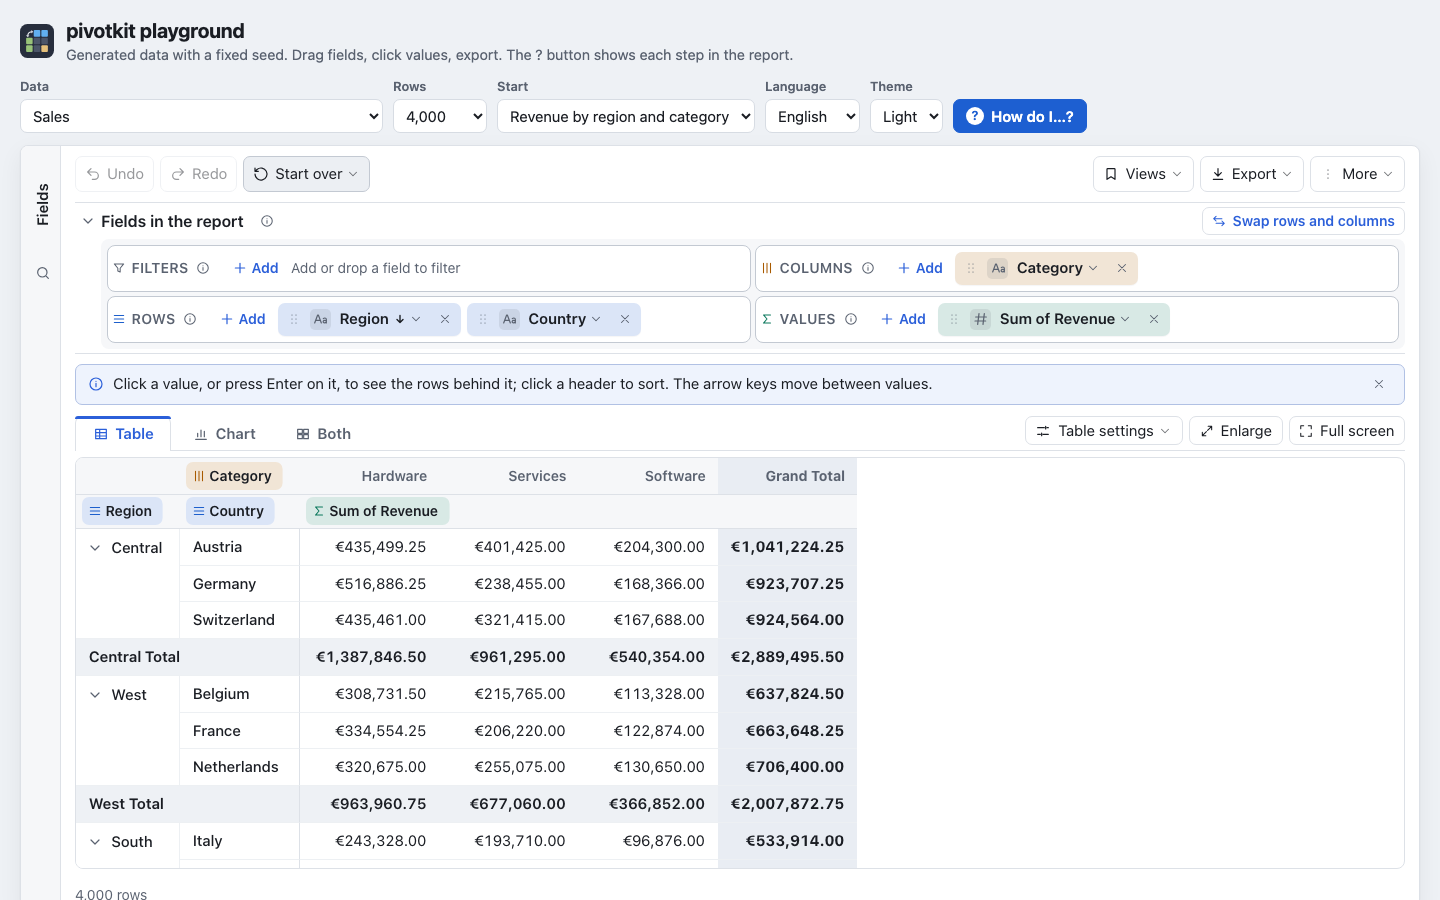 pivotkit playground
Generated data with a fixed seed. Drag fields, click values, export. The ? button shows each step in the report.
Data Rows Start Language Theme
Sales 4,000 Revenue by region and category English Light ? How do I...?
Fields
Undo Redo Start over Views Export More
Fields in the report Swap rows and columns
FILTERS Add Add or drop a field to filter
COLUMNS Add Aa Category
ROWS Add Aa Region Aa Country
Σ VALUES Add # Sum of Revenue
Click a value, or press Enter on it, to see the rows behind it; click a header to sort. The arrow keys move between values.
Table Chart Both Table settings Enlarge Full screen
Category Hardware Services Software Grand Total
Region Country Σ Sum of Revenue
Central Austria €435,499.25 €401,425.00 €204,300.00 €1,041,224.25
Germany €516,886.25 €238,455.00 €168,366.00 €923,707.25
Switzerland €435,461.00 €321,415.00 €167,688.00 €924,564.00
Central Total €1,387,846.50 €961,295.00 €540,354.00 €2,889,495.50
West Belgium €308,731.50 €215,765.00 €113,328.00 €637,824.50
France €334,554.25 €206,220.00 €122,874.00 €663,648.25
Netherlands €320,675.00 €255,075.00 €130,650.00 €706,400.00
West Total €963,960.75 €677,060.00 €366,852.00 €2,007,872.75
South Italy €243,328.00 €193,710.00 €96,876.00 €533,914.00
4,000 rows